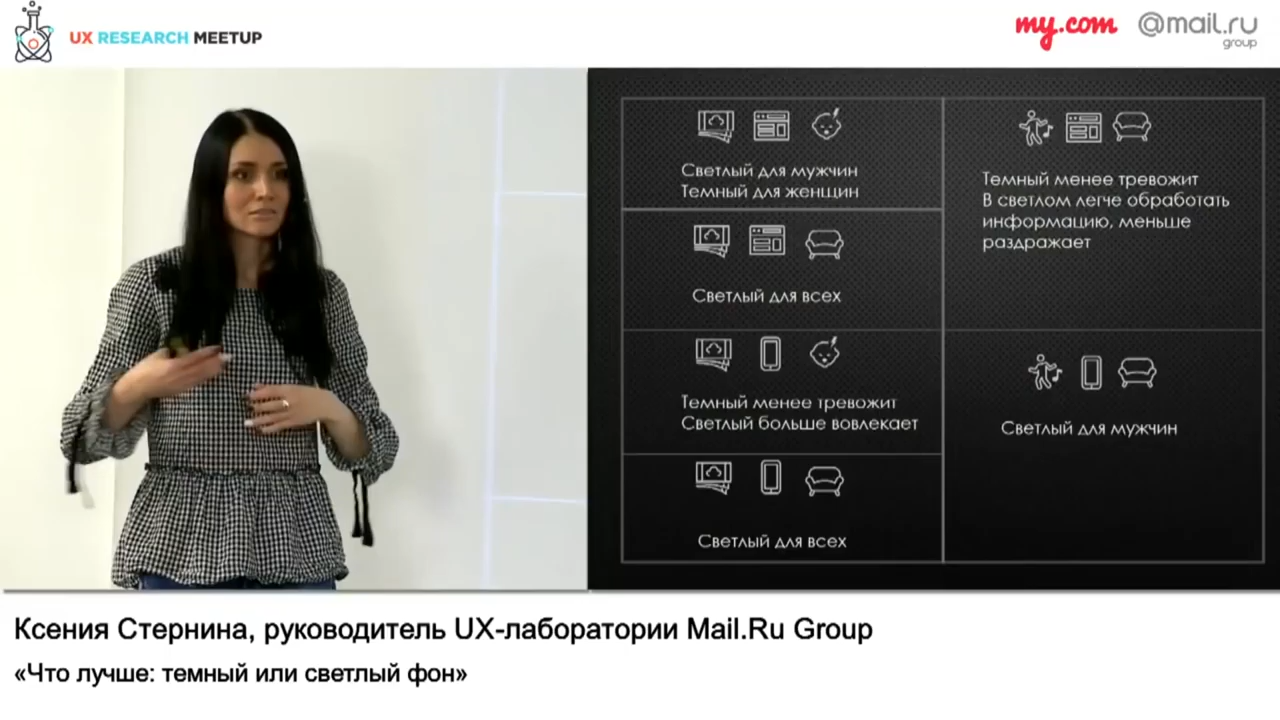 UX RESEARCH MEETUP
my.com @mail.ru
group
Светлый для мужчин
Темный для женщин
Светлый для всех
Темный менее тревожит
Светлый больше вовлекает
Светлый для всех
Темный менее тревожит
В светлом легче обработать
информацию, меньше
раздражает
Светлый для мужчин
Ксения Стернина, руководитель UX-лаборатории Mail.Ru Group
«Что лучше: темный или светлый фон»